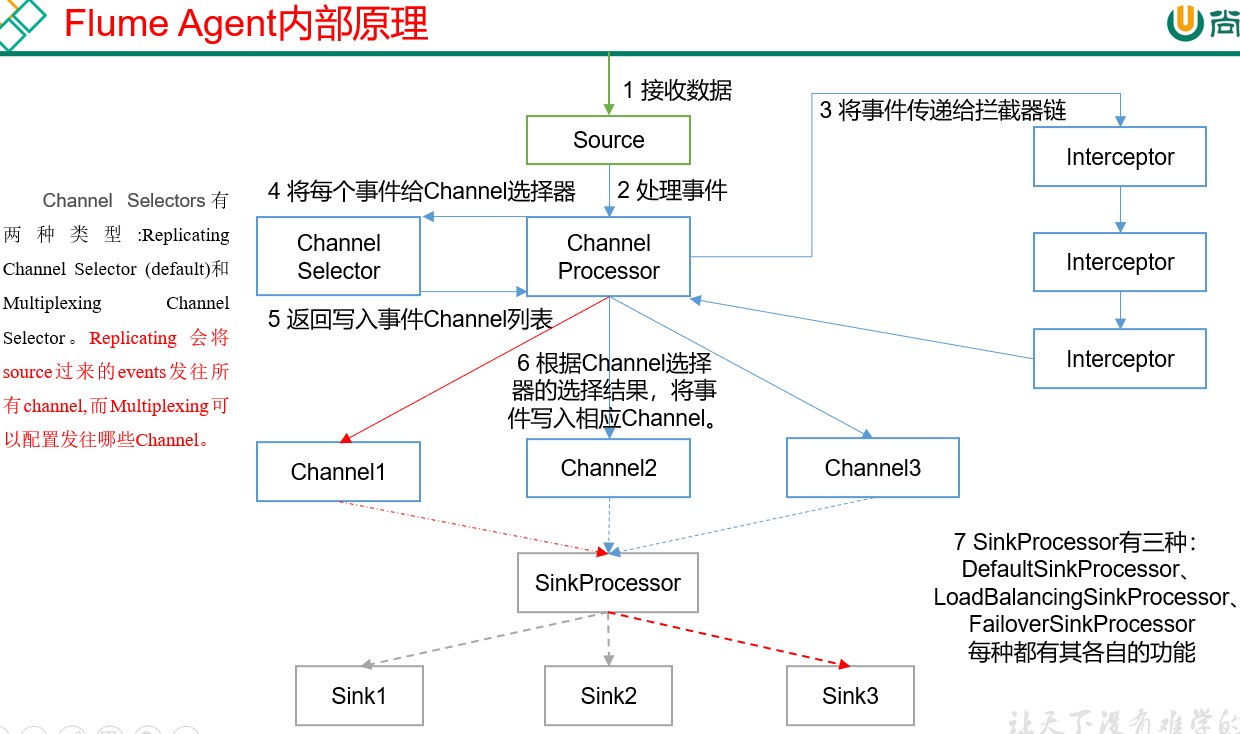 Flume Agent内部原理
尚
1 接收数据
3 将事件传递给拦截器链
Source
Interceptor
4 将每个事件给Channel选择器
2 处理事件
Channel Selectors有
两种类型:Replicating
Channel Selector (default)和
Multiplexing Channel
Selector。Replicating 会将
source过来的events发往所
有channel,而Multiplexing可
以配置发往哪些Channel。
Channel
Selector
Channel
Processor
Interceptor
5 返回写入事件Channel列表
6 根据Channel选择
器的选择结果，将事
件写入相应Channel。
Interceptor
Channel1
Channel2
Channel3
SinkProcessor
7 SinkProcessor有三种：
DefaultSinkProcessor、
LoadBalancingSinkProcessor、
FailoverSinkProcessor
每种都有其各自的功能
Sink1
Sink2
Sink3
让天下没有难学的